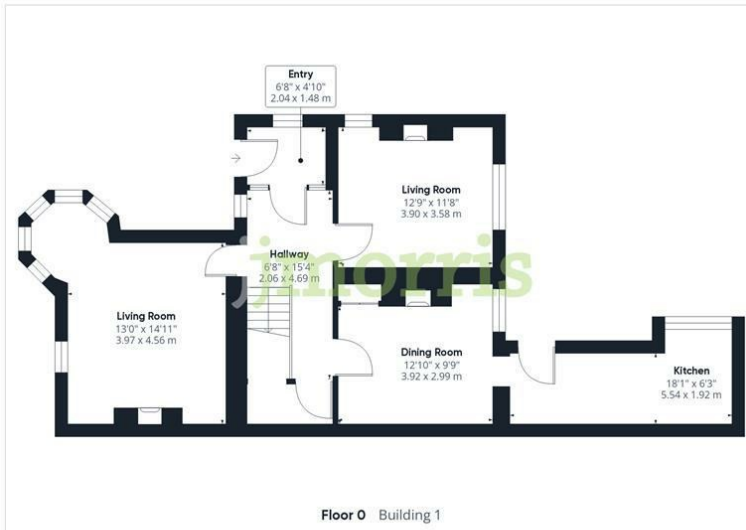 Entry
6'8" x 4'10"
2.04 x 1.48 m
Living Room
12'9" x 11'8"
3.90 x 3.58 m
Hallway
6'8" x 15'4"
2.06 x 4.69 m
jjmorris
Living Room
13'0" x 14'11"
3.97 x 4.56 m
Dining Room
12'10" x 9'9"
3.92 x 2.99 m
Kitchen
18'1" x 6'3"
5.54 x 1.92 m
Floor 0 Building 1